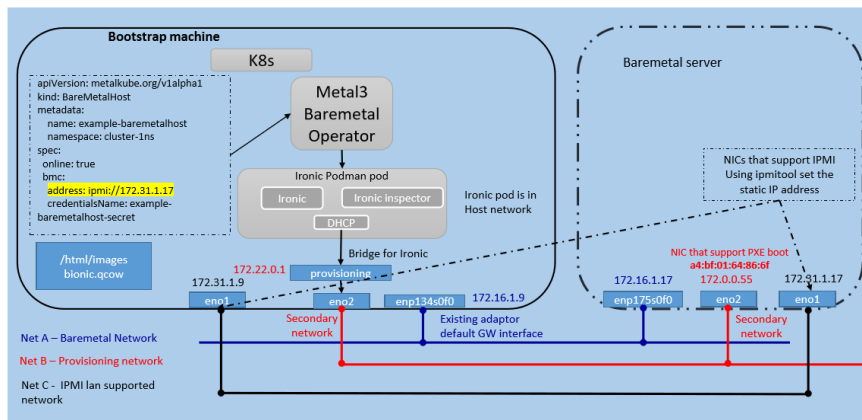 Bootstrap machine
K8s
apiVersion: metalkube.org/v1alpha1
kind: BareMetalHost
metadata:
name: example-baremetalhost
namespace: cluster-1ns
spec:
online: true
bmc:
address: ipmi://172.31.1.17
credentialsName: example-
baremetalhost-secret
Metal3
Baremetal
Operator
Ironic Podman pod
Ironic
Ironic inspector
DHCP
Ironic pod is in
Host network
/html/images
bionic.qcow
Bridge for Ironic
172.22.0.1
provisioning
172.31.1.9
eno1
eno2
enp134s0f0
172.16.1.9
Secondary
network
Existing adaptor
default GW interface
Baremetal server
NICs that support IPMI
Using ipmitool set the
static IP address
NIC that support PXE boot
a4:bf:01:64:86:6f
172.16.1.17
172.0.0.55
172.31.1.17
enp175s0f0
eno2
eno1
Secondary
network
Net A – Baremetal Network
Net B – Provisioning network
Net C - IPMI lan supported
network